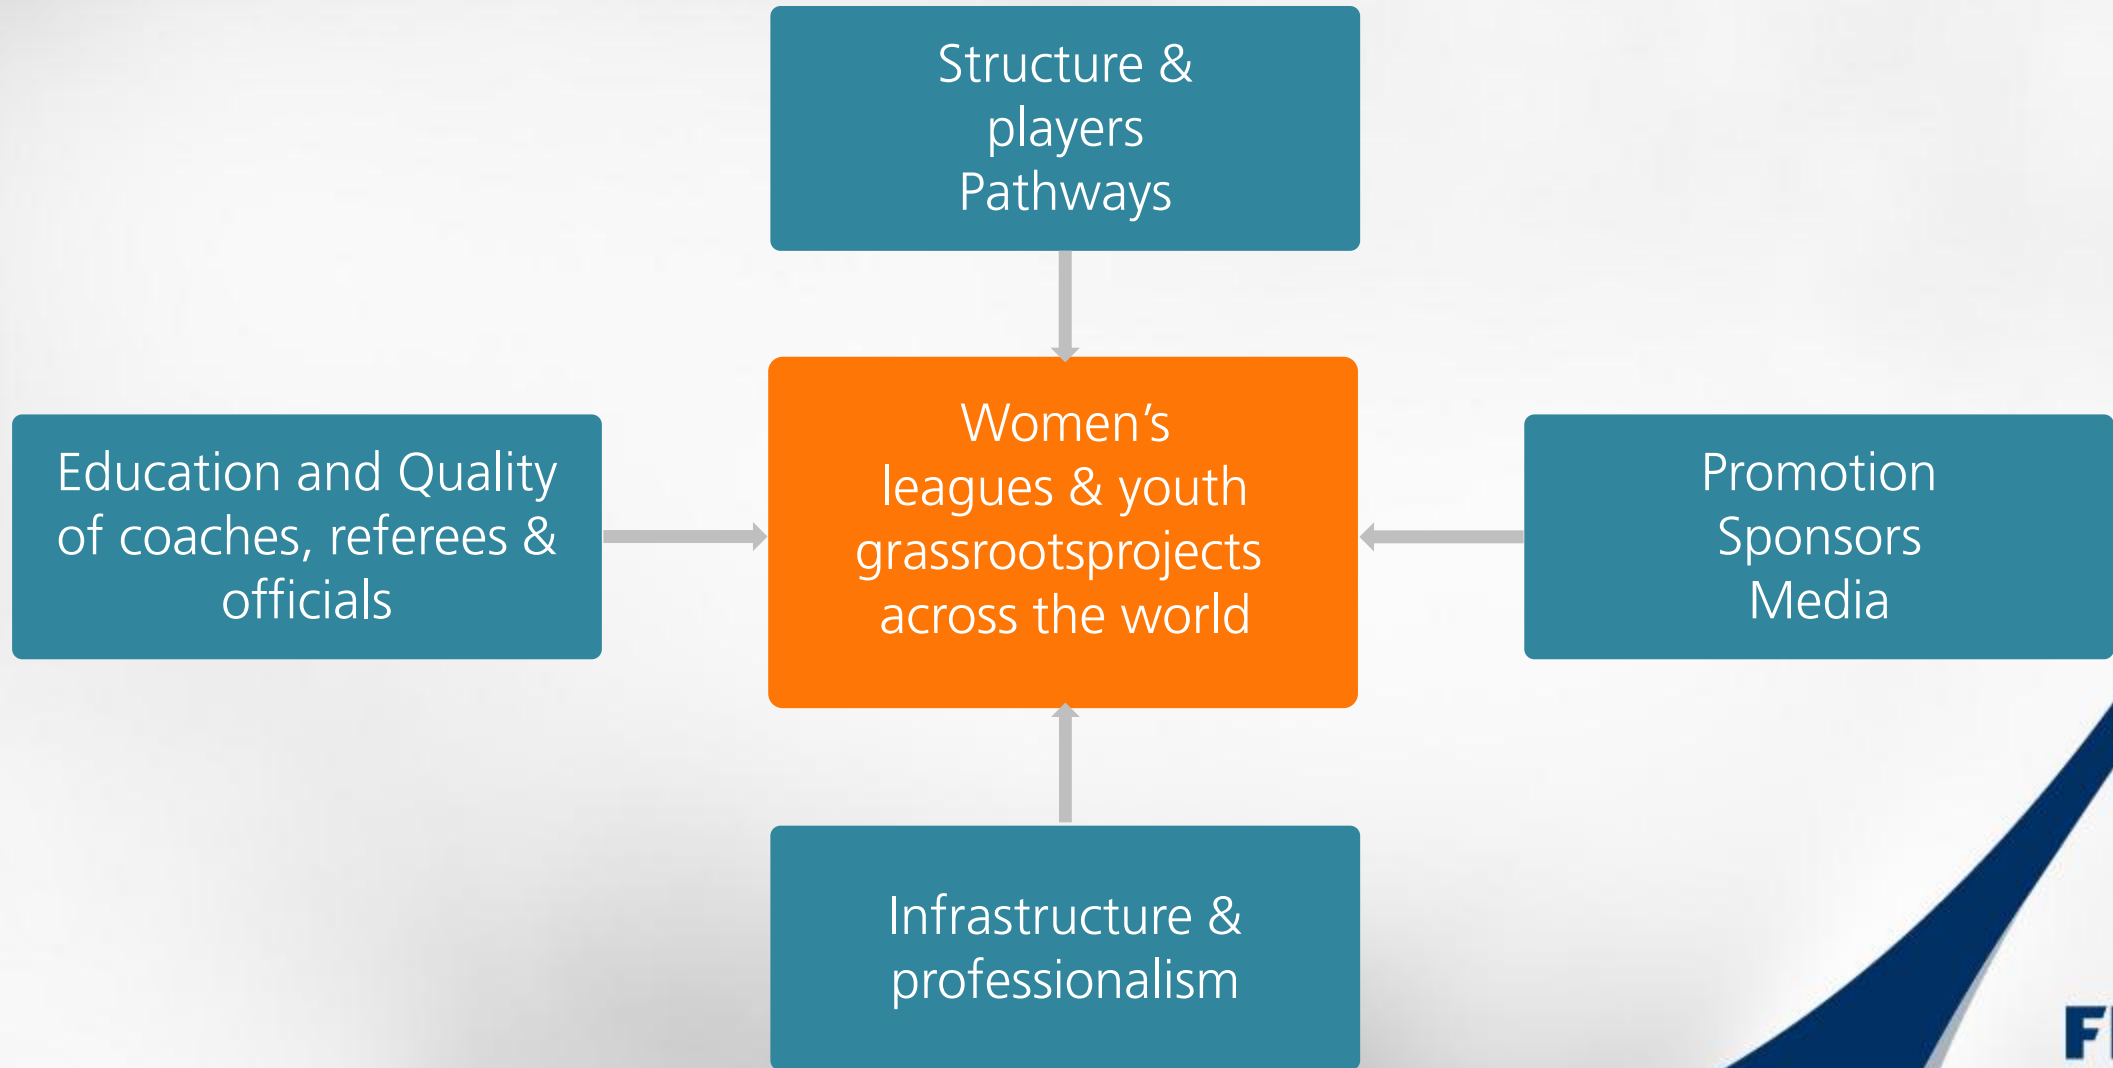 Structure &
players
Pathways
Women’s
leagues & youth
grassrootsprojects
across the world
Education and Quality
of coaches, referees &
officials
Promotion
Sponsors
Media
Infrastructure &
professionalism